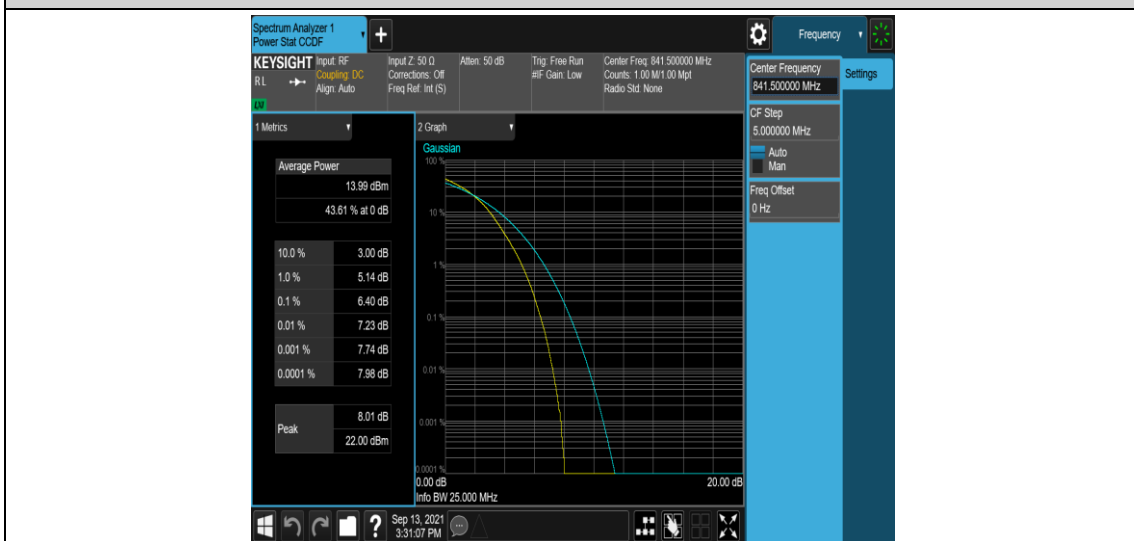 Spectrum Analyzer 1
Power Stat CCDF
+
Frequency
KEYSIGHT
RL
LXI
Input: RF
Coupling: DC
Align: Auto
Input Z: 50 Ω
Corrections: Off
Freq Ref: Int (S)
Atten: 50 dB
Trig: Free Run
#IF Gain: Low
Center Freq: 841.500000 MHz
Counts: 1.00 M/1.00 Mpt
Radio Std: None
Center Frequency
841.500000 MHz
Settings
CF Step
5.000000 MHz
Auto
Man
Freq Offset
0 Hz
1 Metrics
Average Power
13.99 dBm
43.61 % at 0 dB
10.0 % 3.00 dB
1.0 % 5.14 dB
0.1 % 6.40 dB
0.01 % 7.23 dB
0.001 % 7.74 dB
0.0001 % 7.98 dB
Peak
8.01 dB
22.00 dBm
2 Graph
Gaussian
100 %
10 %
1 %
0.1 %
0.01 %
0.001 %
0.0001 %
0.00 dB 20.00 dB
Info BW 25.000 MHz
?
Sep 13, 2021
3:31:07 PM